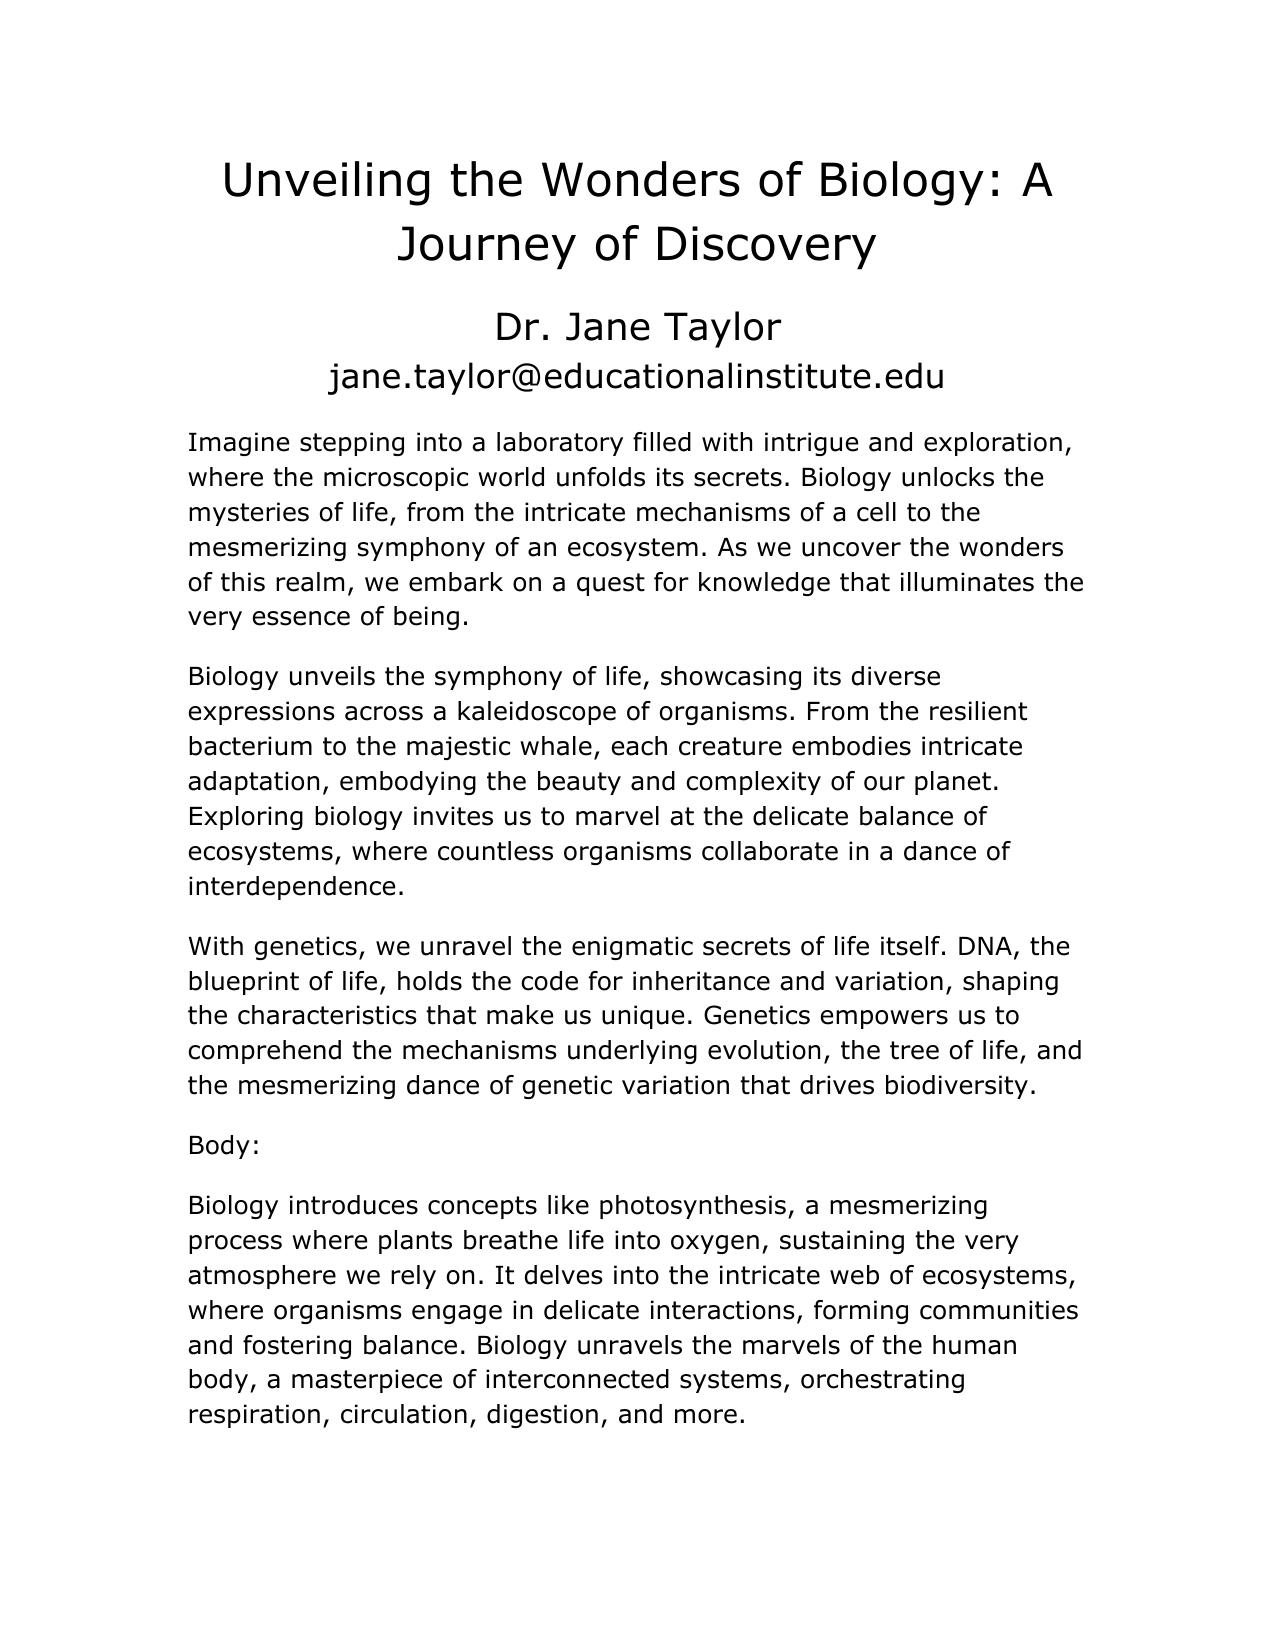 Unveiling the Wonders of Biology: A
Journey of Discovery
Dr. Jane Taylor
jane.taylor@educationalinstitute.edu
Imagine stepping into a laboratory filled with intrigue and exploration,
where the microscopic world unfolds its secrets. Biology unlocks the
mysteries of life, from the intricate mechanisms of a cell to the
mesmerizing symphony of an ecosystem. As we uncover the wonders
of this realm, we embark on a quest for knowledge that illuminates the
very essence of being.
Biology unveils the symphony of life, showcasing its diverse
expressions across a kaleidoscope of organisms. From the resilient
bacterium to the majestic whale, each creature embodies intricate
adaptation, embodying the beauty and complexity of our planet.
Exploring biology invites us to marvel at the delicate balance of
ecosystems, where countless organisms collaborate in a dance of
interdependence.
With genetics, we unravel the enigmatic secrets of life itself. DNA, the
blueprint of life, holds the code for inheritance and variation, shaping
the characteristics that make us unique. Genetics empowers us to
comprehend the mechanisms underlying evolution, the tree of life, and
the mesmerizing dance of genetic variation that drives biodiversity.
Body:
Biology introduces concepts like photosynthesis, a mesmerizing
process where plants breathe life into oxygen, sustaining the very
atmosphere we rely on. It delves into the intricate web of ecosystems,
where organisms engage in delicate interactions, forming communities
and fostering balance. Biology unravels the marvels of the human
body, a masterpiece of interconnected systems, orchestrating
respiration, circulation, digestion, and more.